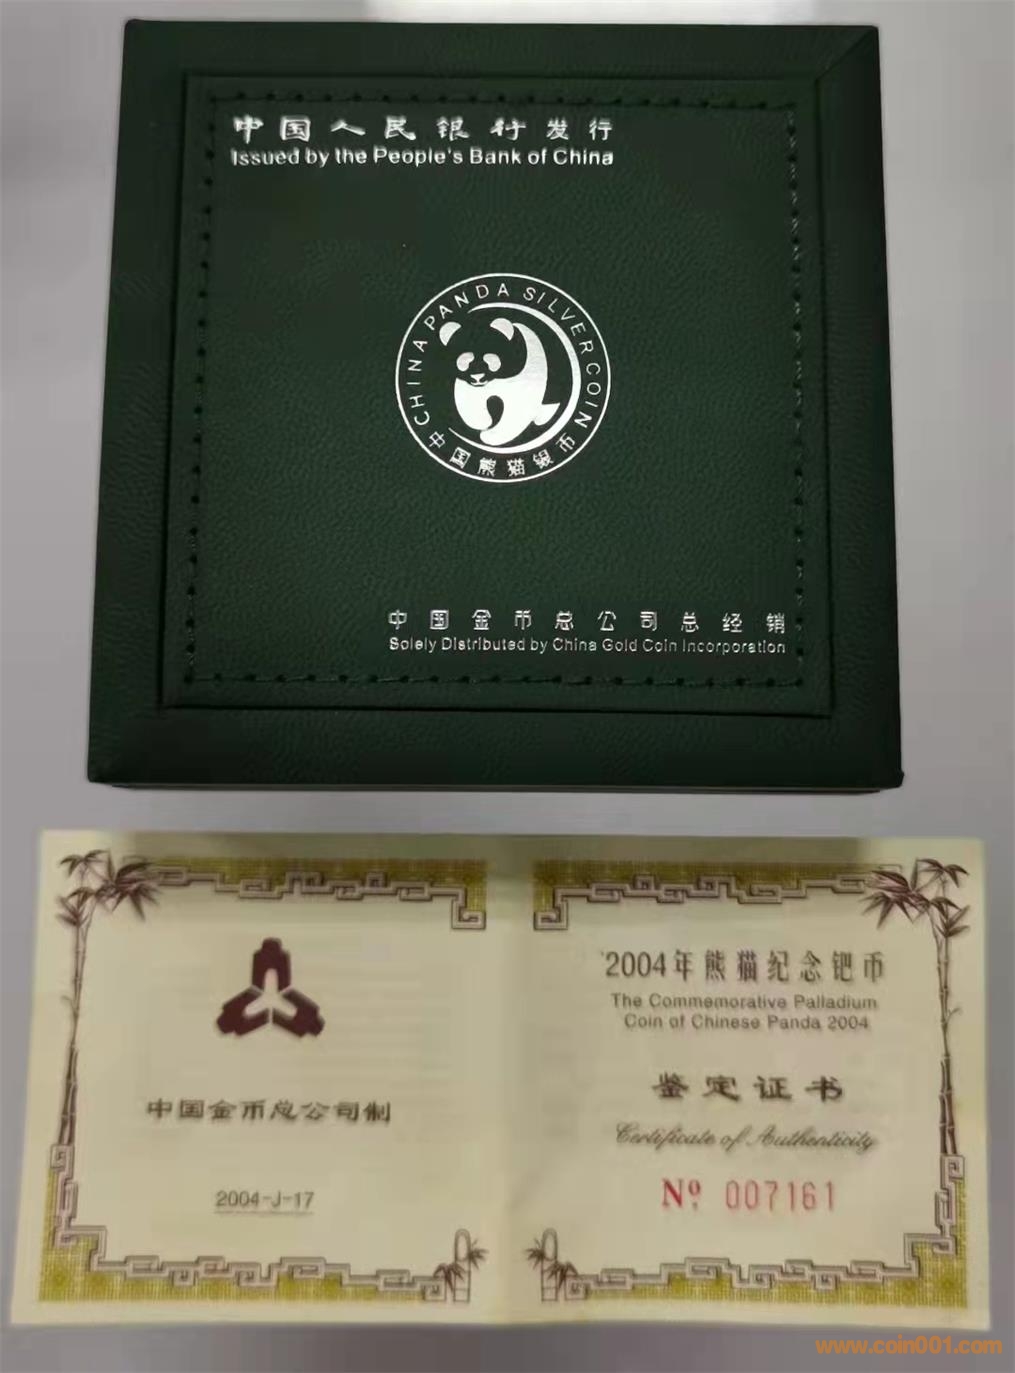 中国人民银行发行
Issued by the People's Bank of China
CHINA PANDA SILVER COIN
中国熊猫银币
中国金币总公司总经销
Solely Distributed by China Gold Coin Incorporation
中国金币总公司制
2004-J-17
'2004年熊猫纪念钯币
The Commemorative Palladium
Coin of Chinese Panda 2004
鉴定证书
Certificate of Authenticity
Nº 007161
www.coin001.com